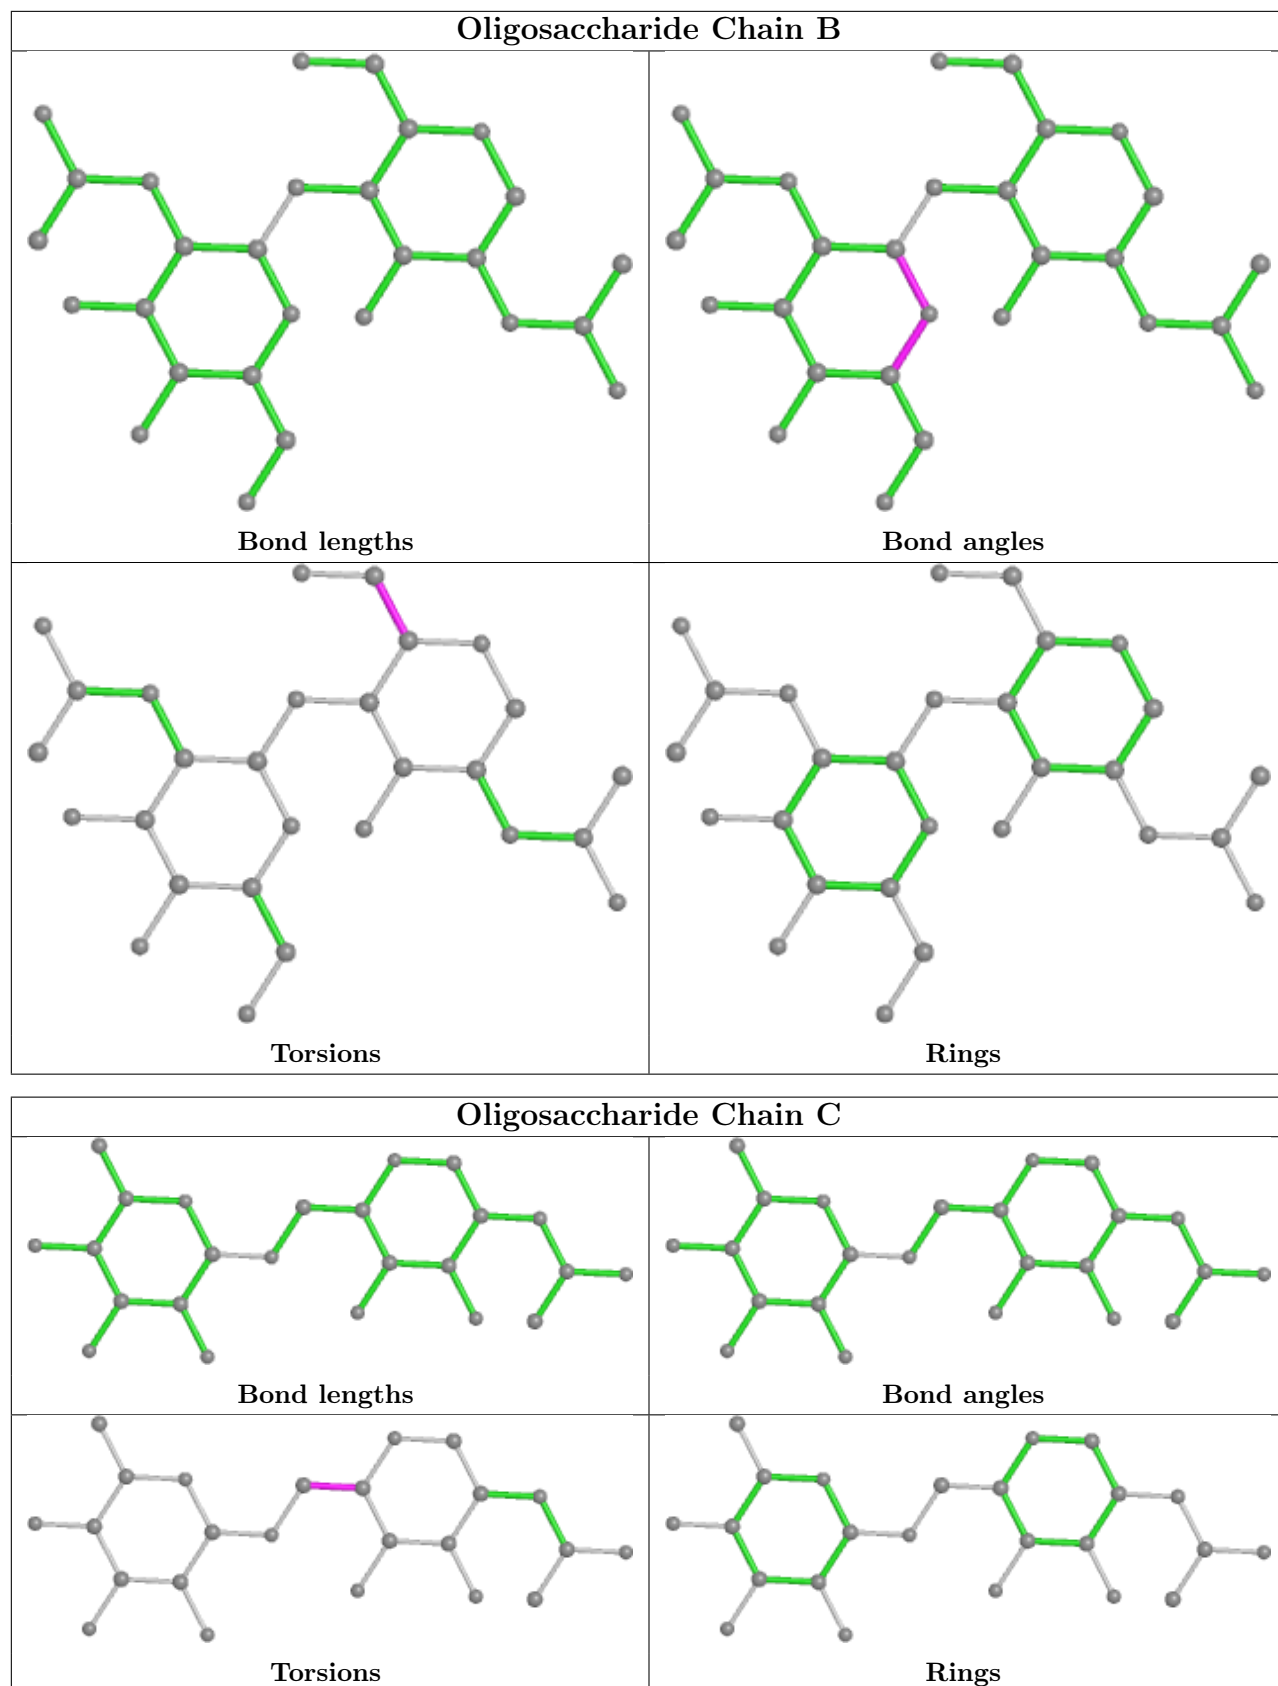 Oligosaccharide Chain B
Bond lengths
Bond angles
Torsions
Rings
Oligosaccharide Chain C
Bond lengths
Bond angles
Torsions
Rings